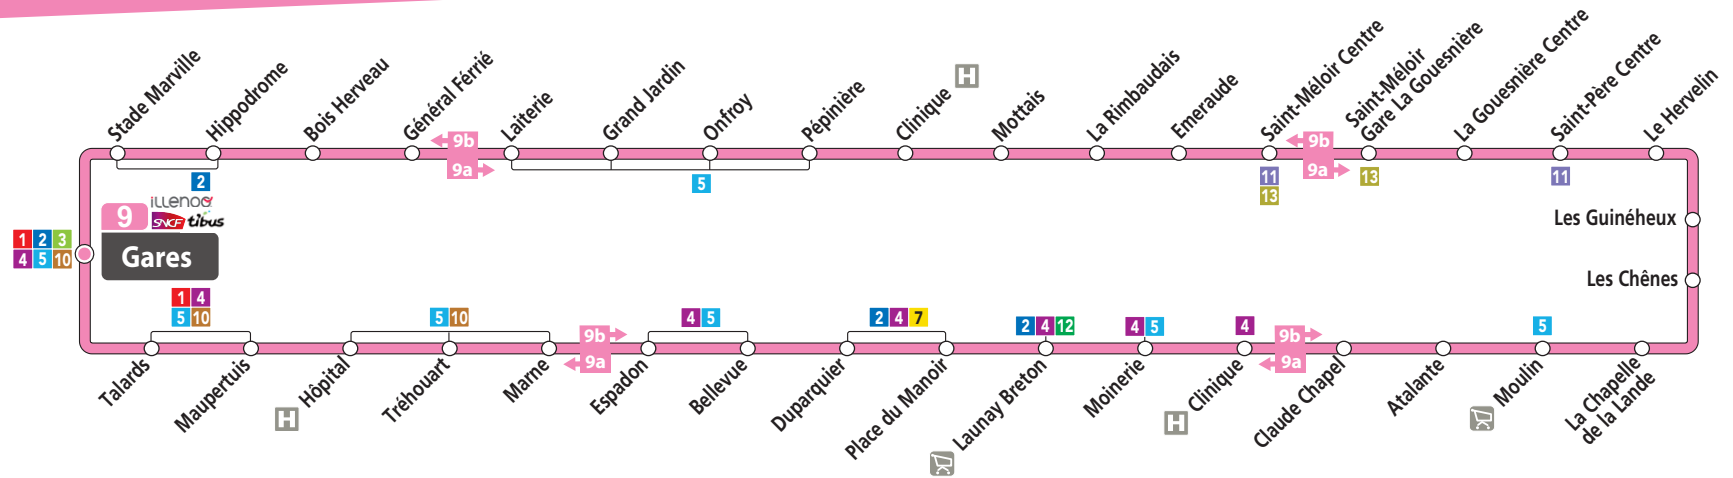 Stade Marville
Hippodrome
Bois Herveau
Général Férrié
Laiterie
Grand Jardin
Onfroy
Pépinière
Clinique
H
Mottais
La Rimbaudais
Emeraude
Saint-Méloir Centre
Saint-Méloir
Gare La Gouesnière
La Gouesnière Centre
Saint-Père Centre
Le Hervelin
9b
9a
9b
9a
2
5
11
13
13
11
9
iLLENOO
SNCF tibus
Gares
1 2 3
4 5 10
Les Guinéheux
Les Chênes
1 4
5 10
5 10
9b
9a
4 5
2 4 7
2 4 12
4 5
4
9b
9a
5
Talards
Maupertuis
H
Hôpital
Tréhouart
Marne
Espadon
Bellevue
Duparquier
Place du Manoir
Launay Breton
Moinerie
H
Clinique
Claude Chapel
Atalante
Moulin
La Chapelle
de la Lande